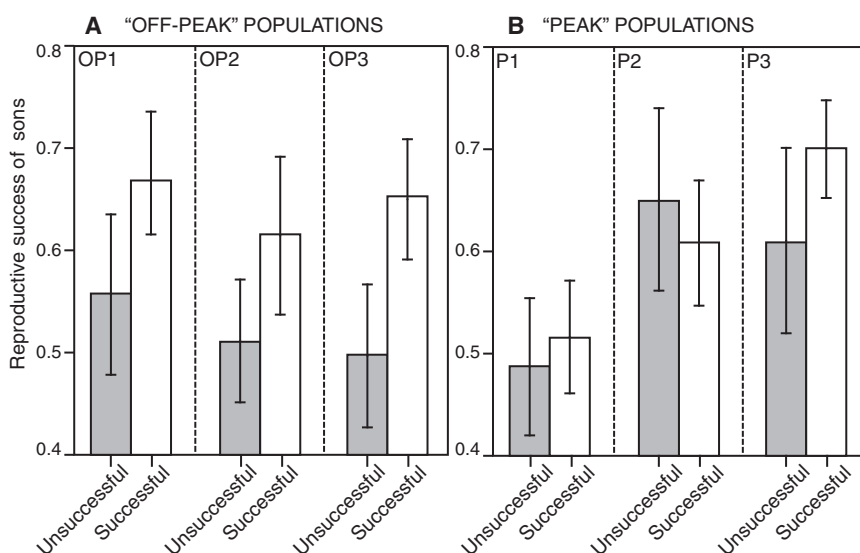 A “OFF-PEAK” POPULATIONS
B “PEAK” POPULATIONS
Reproductive success of sons
0.8
0.7
0.6
0.5
0.4
OP1
OP2
OP3
Unsuccessful
Successful
Unsuccessful
Successful
Unsuccessful
Successful
0.8
0.7
0.6
0.5
0.4
P1
P2
P3
Unsuccessful
Successful
Unsuccessful
Successful
Unsuccessful
Successful